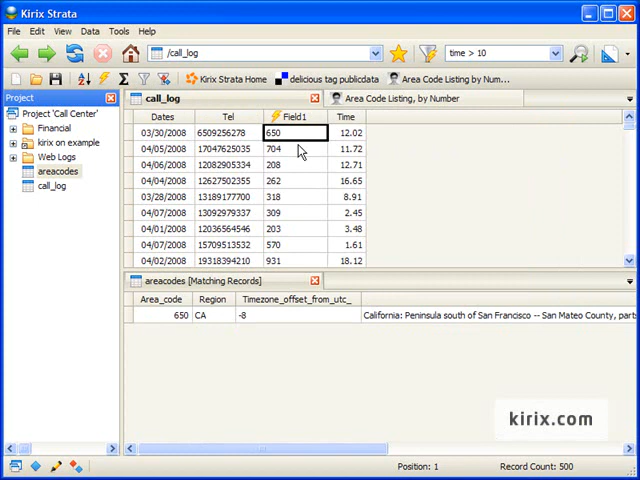 Kirix Strata
File Edit View Data Tools Help
/call_log
time > 10
Kirix Strata Home delicious tag publicdata Area Code Listing by Num...
Project
call_log
Area Code Listing, by Number
Project 'Call Center'
Financial
kirix on example
Web Logs
areacodes
call_log
Dates Tel Field1 Time
03/30/2008 6509256278 650 12.02
04/05/2008 17047625035 704 11.72
04/06/2008 12082905334 208 12.71
04/04/2008 12627502355 262 16.65
03/28/2008 13189177700 318 8.91
04/07/2008 13092979337 309 2.45
04/01/2008 12036564546 203 3.48
04/07/2008 15709513532 570 1.61
04/02/2008 19318394210 931 18.12
areacodes [Matching Records]
Area_code Region Timezone_offset_from_utc_
650 CA -8 California: Peninsula south of San Francisco -- San Mateo County, part
kirix.com
Position: 1 Record Count: 500